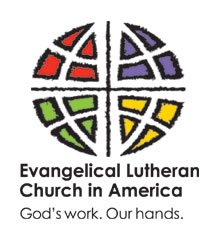 Evangelical Lutheran
Church in America
God's work. Our hands.